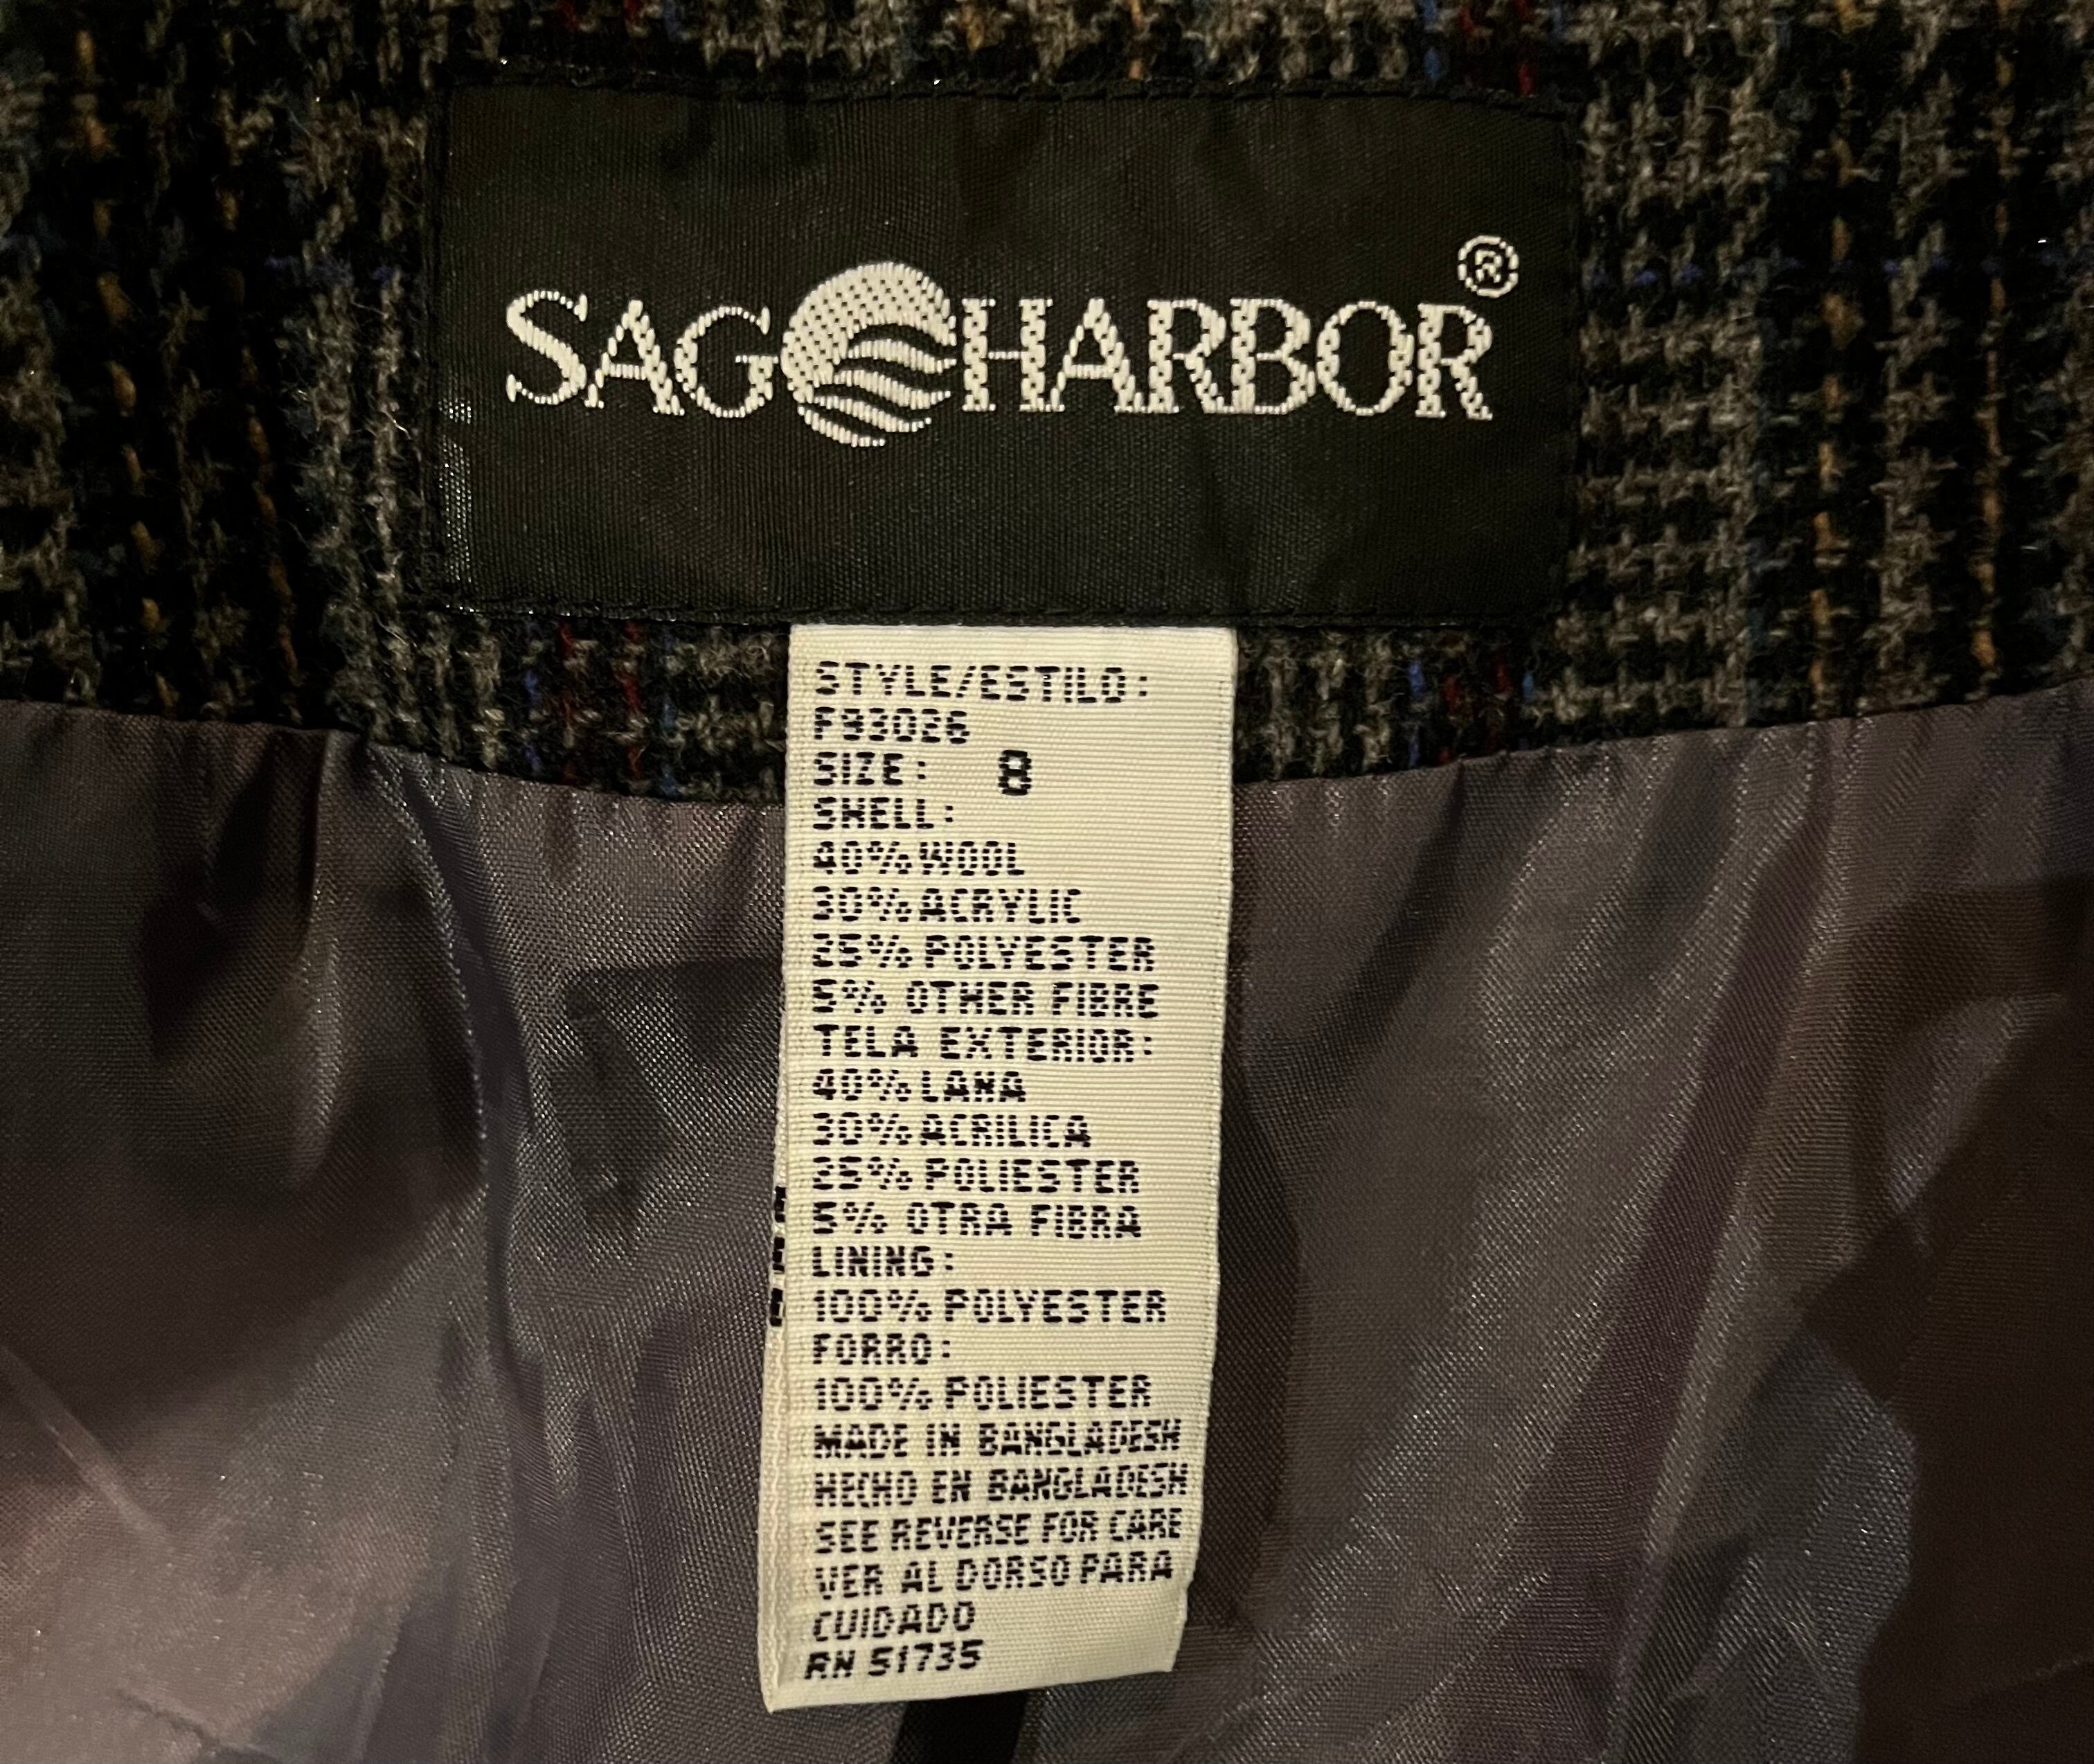 SAG HARBOR®
STYLE/ESTILO:
F93026
SIZE: 8
SHELL:
40% WOOL
30% ACRYLIC
25% POLYESTER
5% OTHER FIBRE
TELA EXTERIOR:
40% LANA
30% ACRILICA
25% POLIESTER
5% OTRA FIBRA
LINING:
100% POLYESTER
FORRO:
100% POLIESTER
MADE IN BANGLADESH
HECHO EN BANGLADESH
SEE REVERSE FOR CARE
VER AL DORSO PARA
CUIDADO
RN 51735